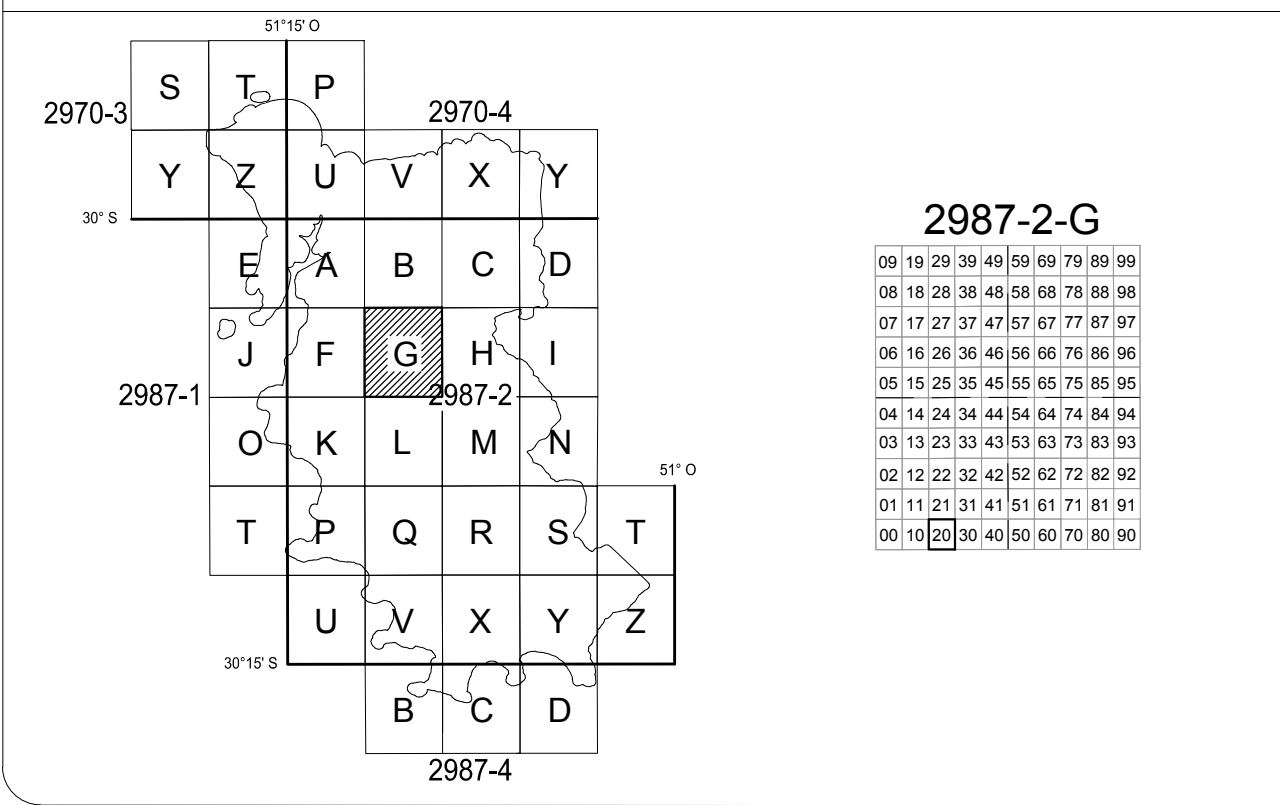 51°15' O
S T P
2970-3
2970-4
Y Z U V X Y
30° S
E A B C D
J F G H I
2987-1
2987-2
O K L M N
51° O
T P Q R S T
U V X Y Z
30°15' S
B C D
2987-4
2987-2-G
09 19 29 39 49 59 69 79 89 99
08 18 28 38 48 58 68 78 88 98
07 17 27 37 47 57 67 77 87 97
06 16 26 36 46 56 66 76 86 96
05 15 25 35 45 55 65 75 85 95
04 14 24 34 44 54 64 74 84 94
03 13 23 33 43 53 63 73 83 93
02 12 22 32 42 52 62 72 82 92
01 11 21 31 41 51 61 71 81 91
00 10 20 30 40 50 60 70 80 90